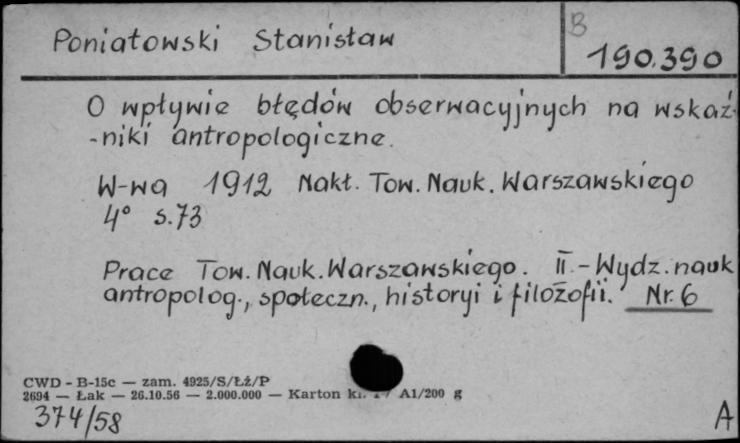 Poniatowski Stanisław
B
190.390
O wpływie błędów obserwacyjnych na wskaź-
-niki antropologiczne.
W-wa 1912 Nakł. Tow. Nauk. Warszawskiego
4° s.73
Prace Tow. Nauk. Warszawskiego. II.-Wydz. nauk
antropolog., społeczn., historyi i filozofii. Nr. 6
CWD - B-15c — zam. 4925/S/Łż/P
2694 — Łak — 26.10.56 — 2.000.000 — Karton kl. A1/200 g
374/58
A